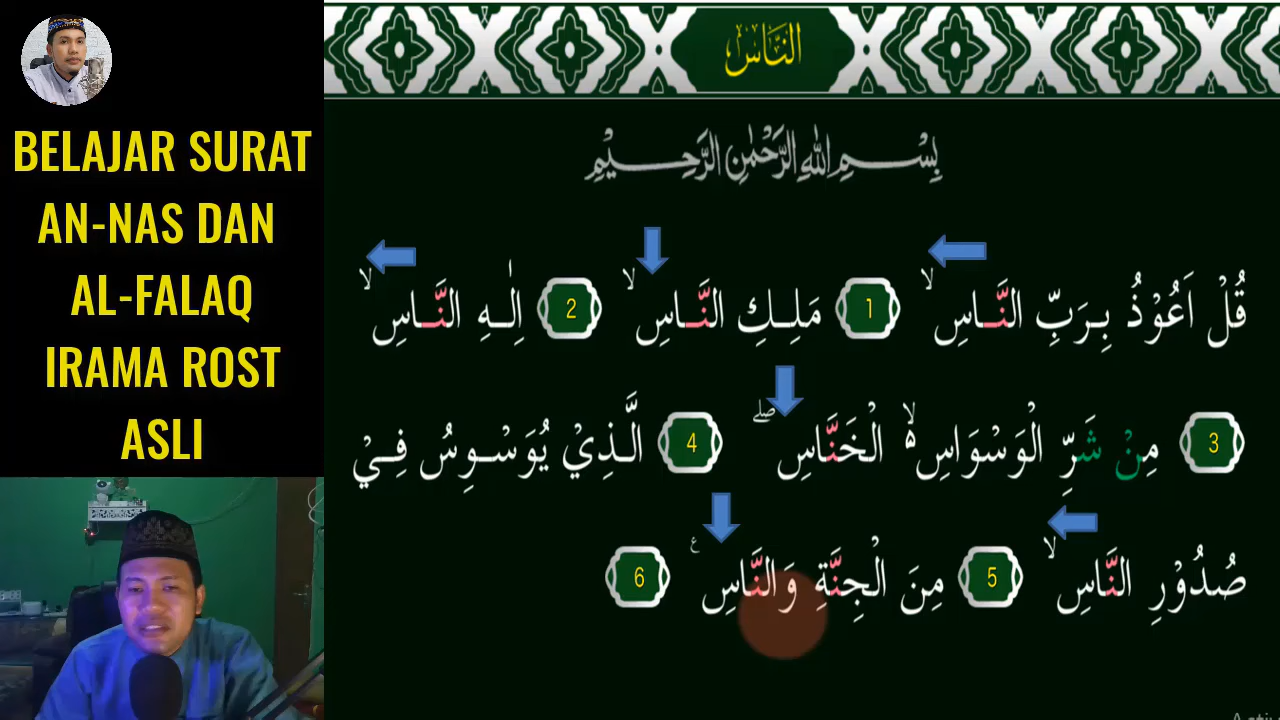 BELAJAR SURAT
AN-NAS DAN
AL-FALAQ
IRAMA ROST
ASLI
النَّاسِ
بِسْمِ اللهِ الرَّحْمٰنِ الرَّحِيْمِ
قُلْ اَعُوْذُ بِرَبِّ النَّاسِۙ 1 مَلِكِ النَّاسِۙ 2 اِلٰهِ النَّاسِۙ
3 مِنْ شَرِّ الْوَسْوَاسِ ەۙ الْخَنَّاسِۖ 4 الَّذِيْ يُوَسْوِسُ فِيْ
صُدُوْرِ النَّاسِۙ 5 مِنَ الْجِنَّةِ وَالنَّاسِ ع 6